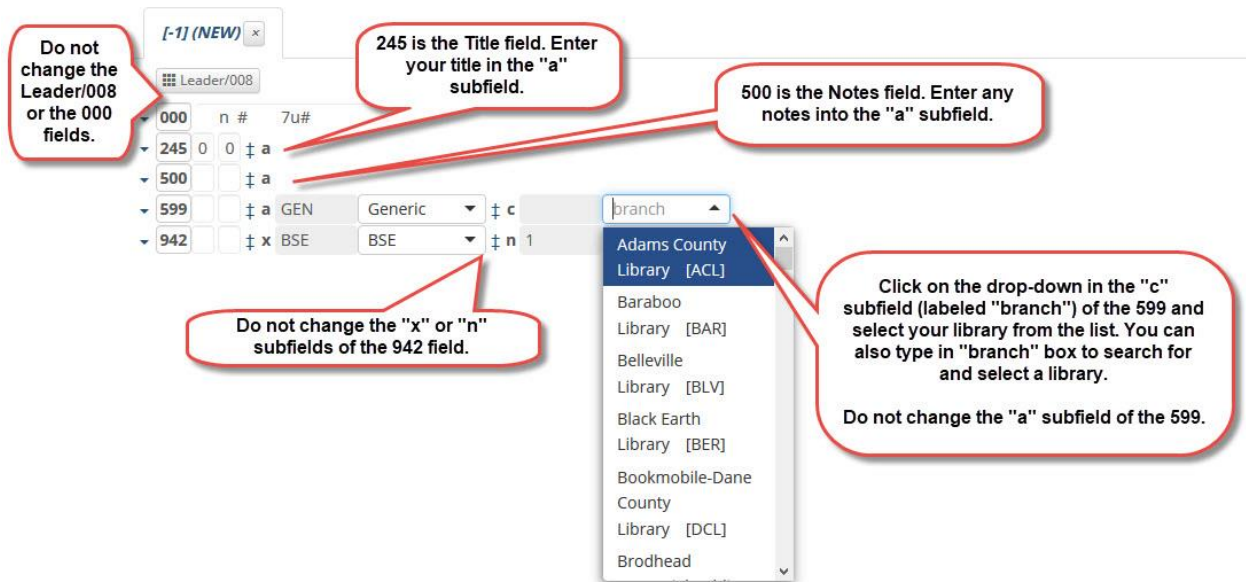 [-1] (NEW) ×
Do not
change the
Leader/008
or the 000
fields.
Leader/008
245 is the Title field. Enter
your title in the "a"
subfield.
500 is the Notes field. Enter any
notes into the "a" subfield.
000 n # 7u#
245 0 0 ‡ a
500 ‡ a
599 ‡ a GEN Generic ‡ c branch
942 ‡ x BSE BSE ‡ n 1
Adams County
Library [ACL]
Baraboo
Library [BAR]
Belleville
Library [BLV]
Black Earth
Library [BER]
Bookmobile-Dane
County
Library [DCL]
Brodhead
Do not change the "x" or "n"
subfields of the 942 field.
Click on the drop-down in the "c"
subfield (labeled "branch") of the 599 and
select your library from the list. You can
also type in "branch" box to search for
and select a library.
Do not change the "a" subfield of the 599.